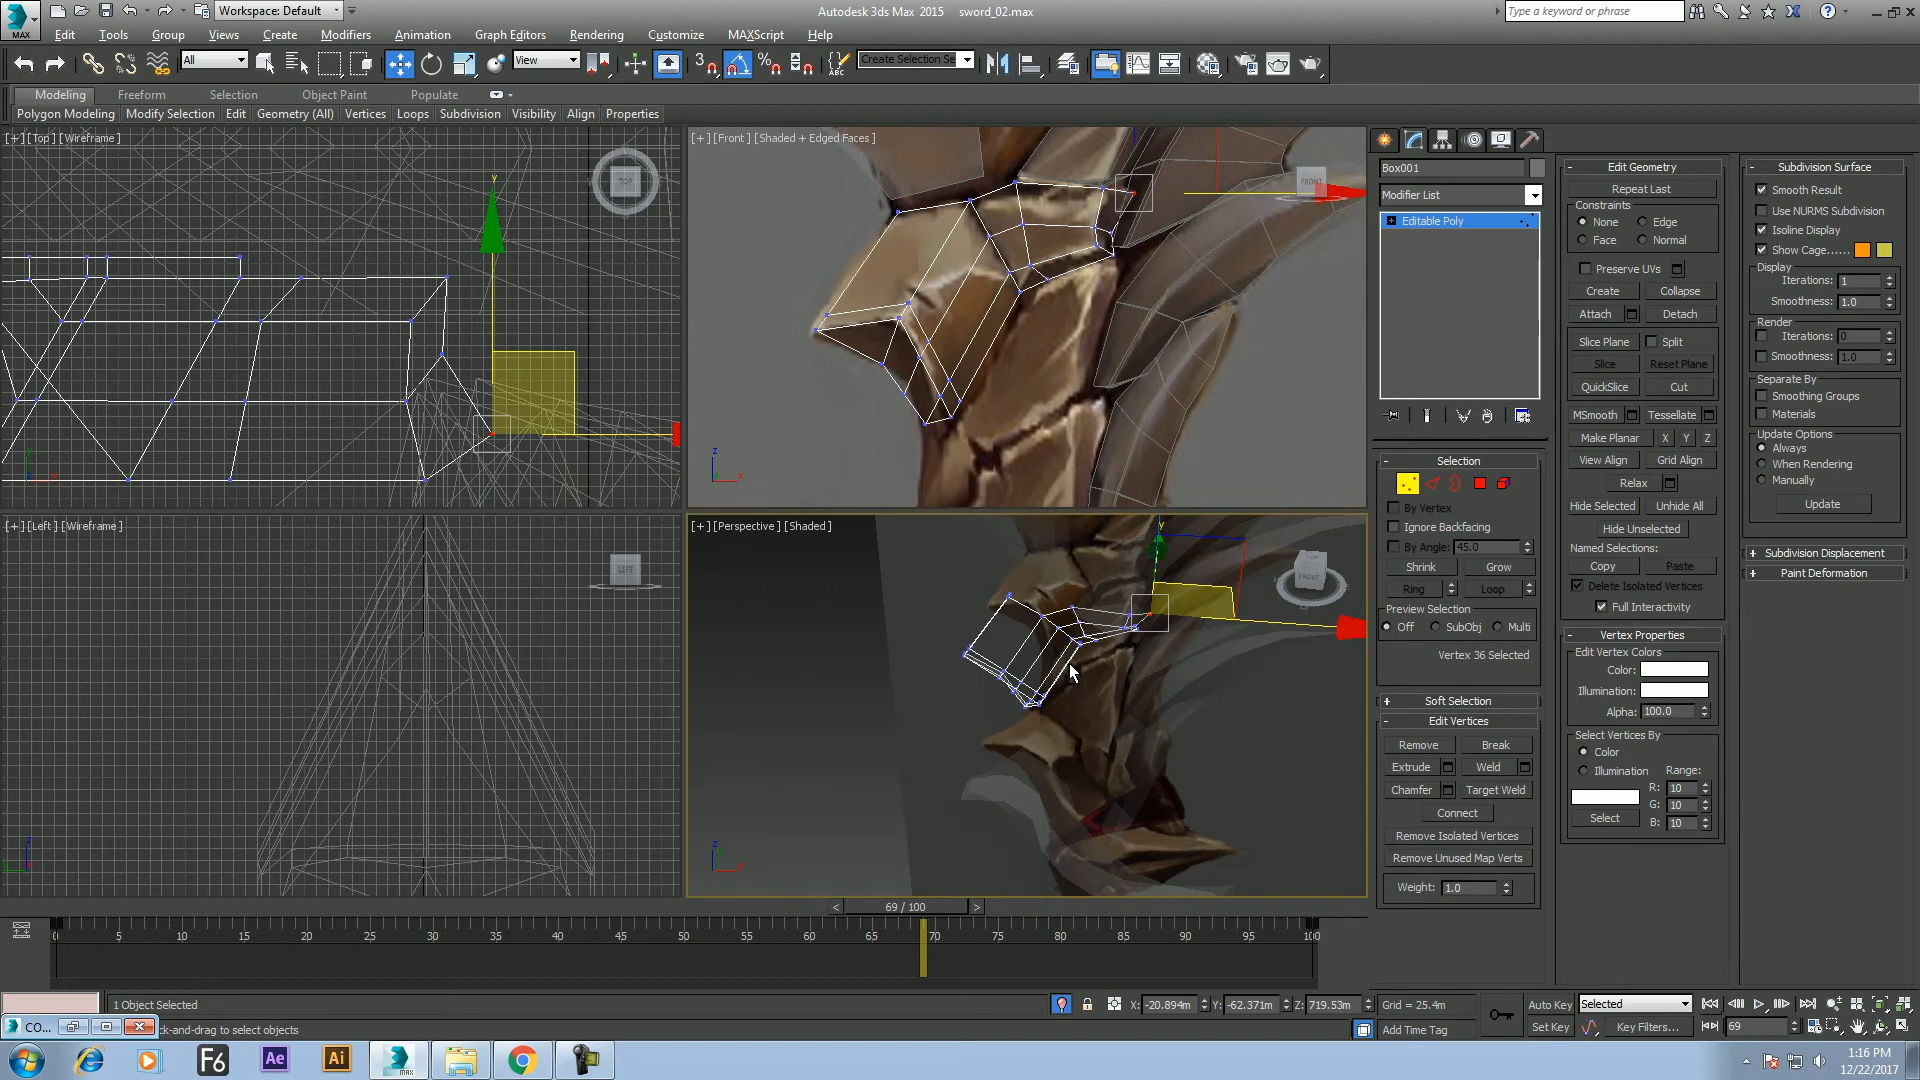 Workspace: Default
Autodesk 3ds Max 2015 sword_02.max
Type a keyword or phrase
MAX
Edit Tools Group Views Create Modifiers Animation Graph Editors Rendering Customize MAXScript Help
All View Create Selection Se
Modeling Freeform Selection Object Paint Populate
Polygon Modeling Modify Selection Edit Geometry (All) Vertices Loops Subdivision Visibility Align Properties
[+] [Top] [Wireframe]
[+] [Front] [Shaded + Edged Faces]
[+] [Left] [Wireframe]
[+] [Perspective] [Shaded]
TOP
FRONT
LEFT
FRONT
Box001
Modifier List
Editable Poly
Selection
By Vertex
Ignore Backfacing
By Angle: 45.0
Shrink Grow
Ring Loop
Preview Selection
Off SubObj Multi
Vertex 36 Selected
Soft Selection
Edit Vertices
Remove Break
Extrude Weld
Chamfer Target Weld
Connect
Remove Isolated Vertices
Remove Unused Map Verts
Weight: 1.0
Edit Geometry
Repeat Last
Constraints
None Edge
Face Normal
Preserve UVs
Create Collapse
Attach Detach
Slice Plane Split
Slice Reset Plane
QuickSlice Cut
MSmooth Tessellate
Make Planar X Y Z
View Align Grid Align
Relax
Hide Selected Unhide All
Hide Unselected
Named Selections:
Copy Paste
Delete Isolated Vertices
Full Interactivity
Vertex Properties
Edit Vertex Colors
Color:
Illumination:
Alpha: 100.0
Select Vertices By
Color
Illumination Range:
R: 10
G: 10
B: 10
Select
Subdivision Surface
Smooth Result
Use NURMS Subdivision
Isoline Display
Show Cage......
Display
Iterations: 1
Smoothness: 1.0
Render
Iterations: 0
Smoothness: 1.0
Separate By
Smoothing Groups
Materials
Update Options
Always
When Rendering
Manually
Update
Subdivision Displacement
Paint Deformation
< 69 / 100 >
0 5 10 15 20 25 30 35 40 45 50 55 60 65 70 75 80 85 90 95 100
1 Object Selected
X: -20.894m Y: -62.371m Z: 719.53m Grid = 25.4m
Auto Key Selected
CO...
ck-and-drag to select objects
Add Time Tag
Set Key Key Filters... 69
F6 Ae Ai MAX
1:16 PM
12/22/2017